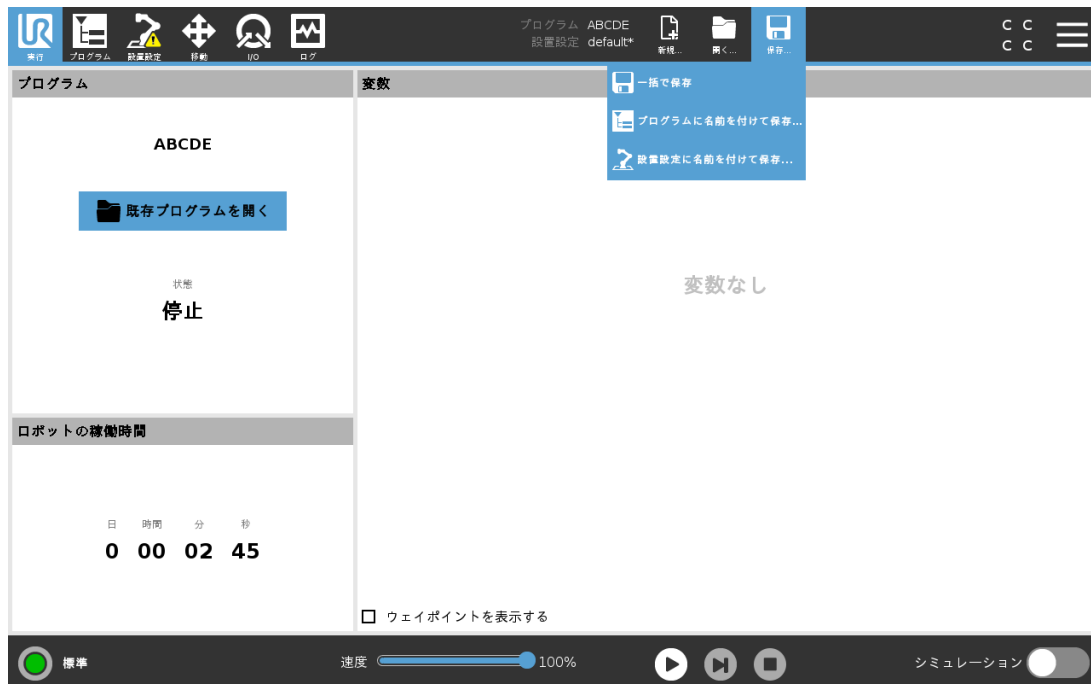 UR
プログラム ABCDE
設置設定 default*
実行
プログラム
設置設定
移動
I/O
ログ
新規...
開く...
保存...
C C
C C
一括で保存
プログラムに名前を付けて保存...
設置設定に名前を付けて保存...
プログラム
変数
ABCDE
既存プログラムを開く
状態
停止
変数なし
ロボットの稼働時間
日 時間 分 秒
0 00 02 45
ウェイポイントを表示する
標準
速度 100%
シミュレーション